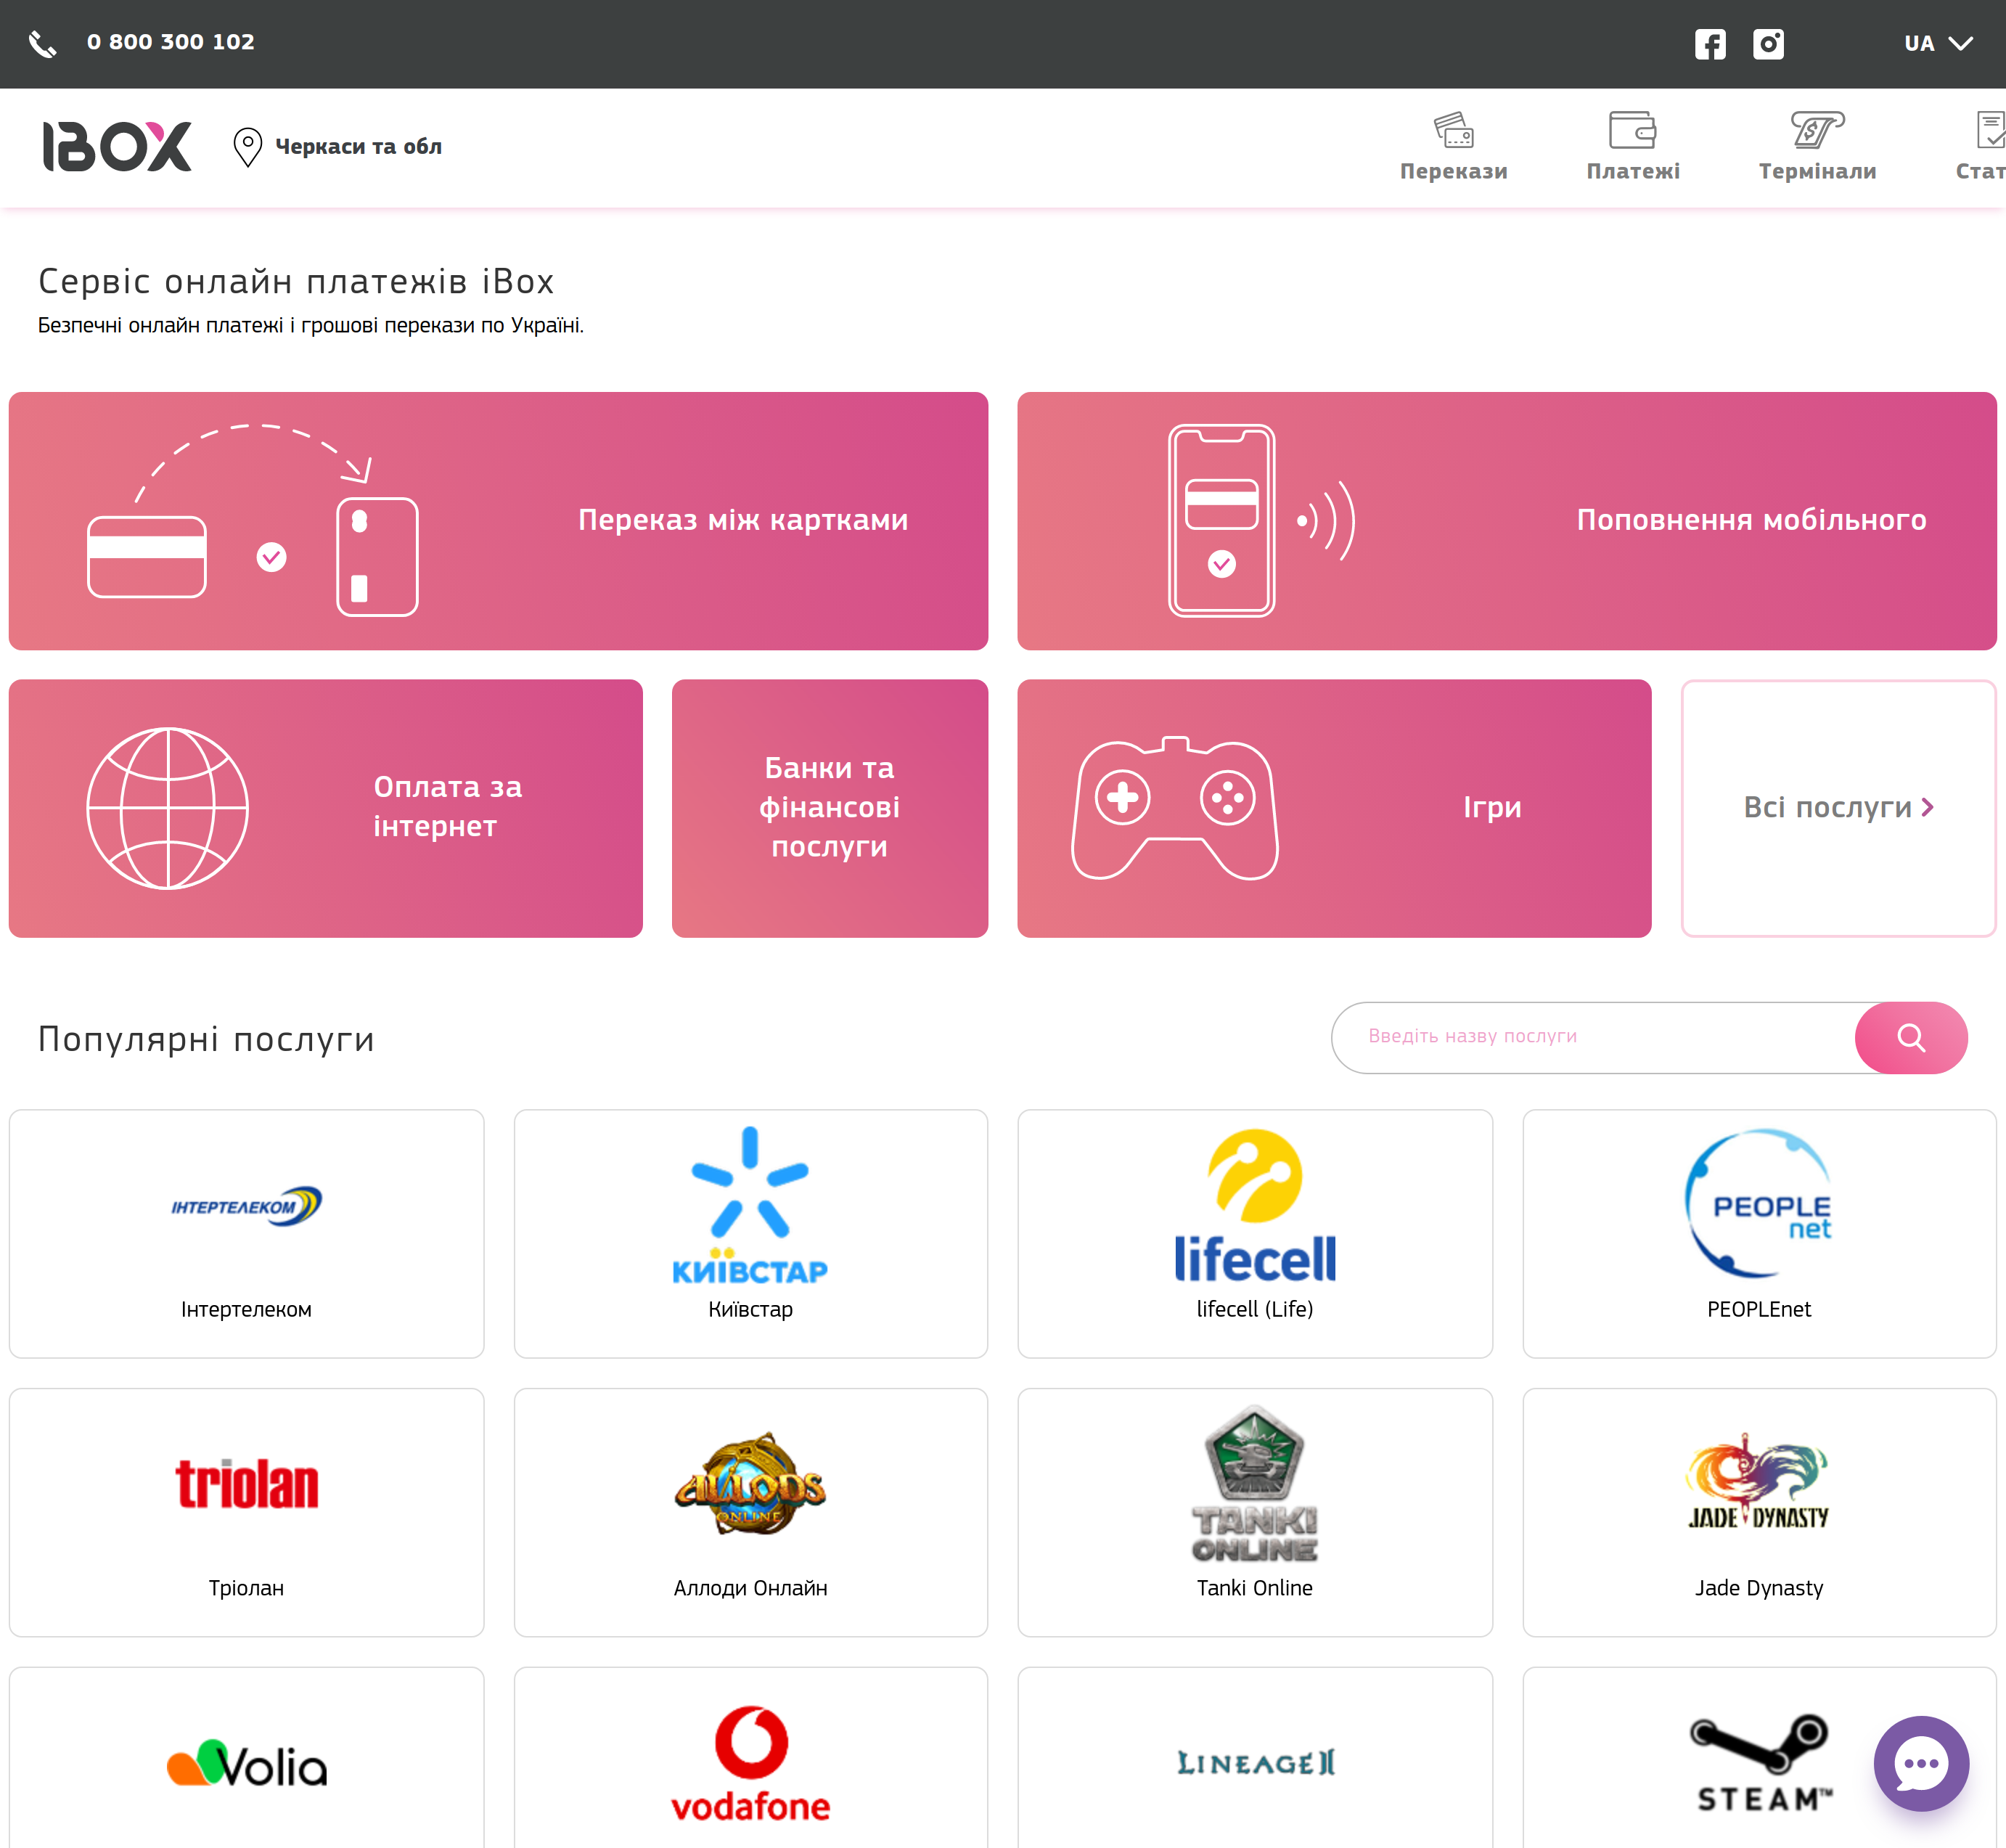 0 800 300 102
UA
IBOX
Черкаси та обл
Перекази
Платежі
Термінали
Стат
Сервіс онлайн платежів iBox
Безпечні онлайн платежі і грошові перекази по Україні.
Переказ між картками
Поповнення мобільного
Оплата за
інтернет
Банки та
фінансові
послуги
Ігри
Всі послуги
Популярні послуги
Введіть назву послуги
ІНТЕРТЕЛЕКОМ
Інтертелеком
КИЇВСТАР
Київстар
lifecell
lifecell (Life)
PEOPLE
net
PEOPLEnet
triolan
Тріолан
ALLODS
ONLINE
Аллоди Онлайн
TANKI
ONLINE
Tanki Online
JADE DYNASTY
Jade Dynasty
Volia
vodafone
LINEAGE II
STEAM™